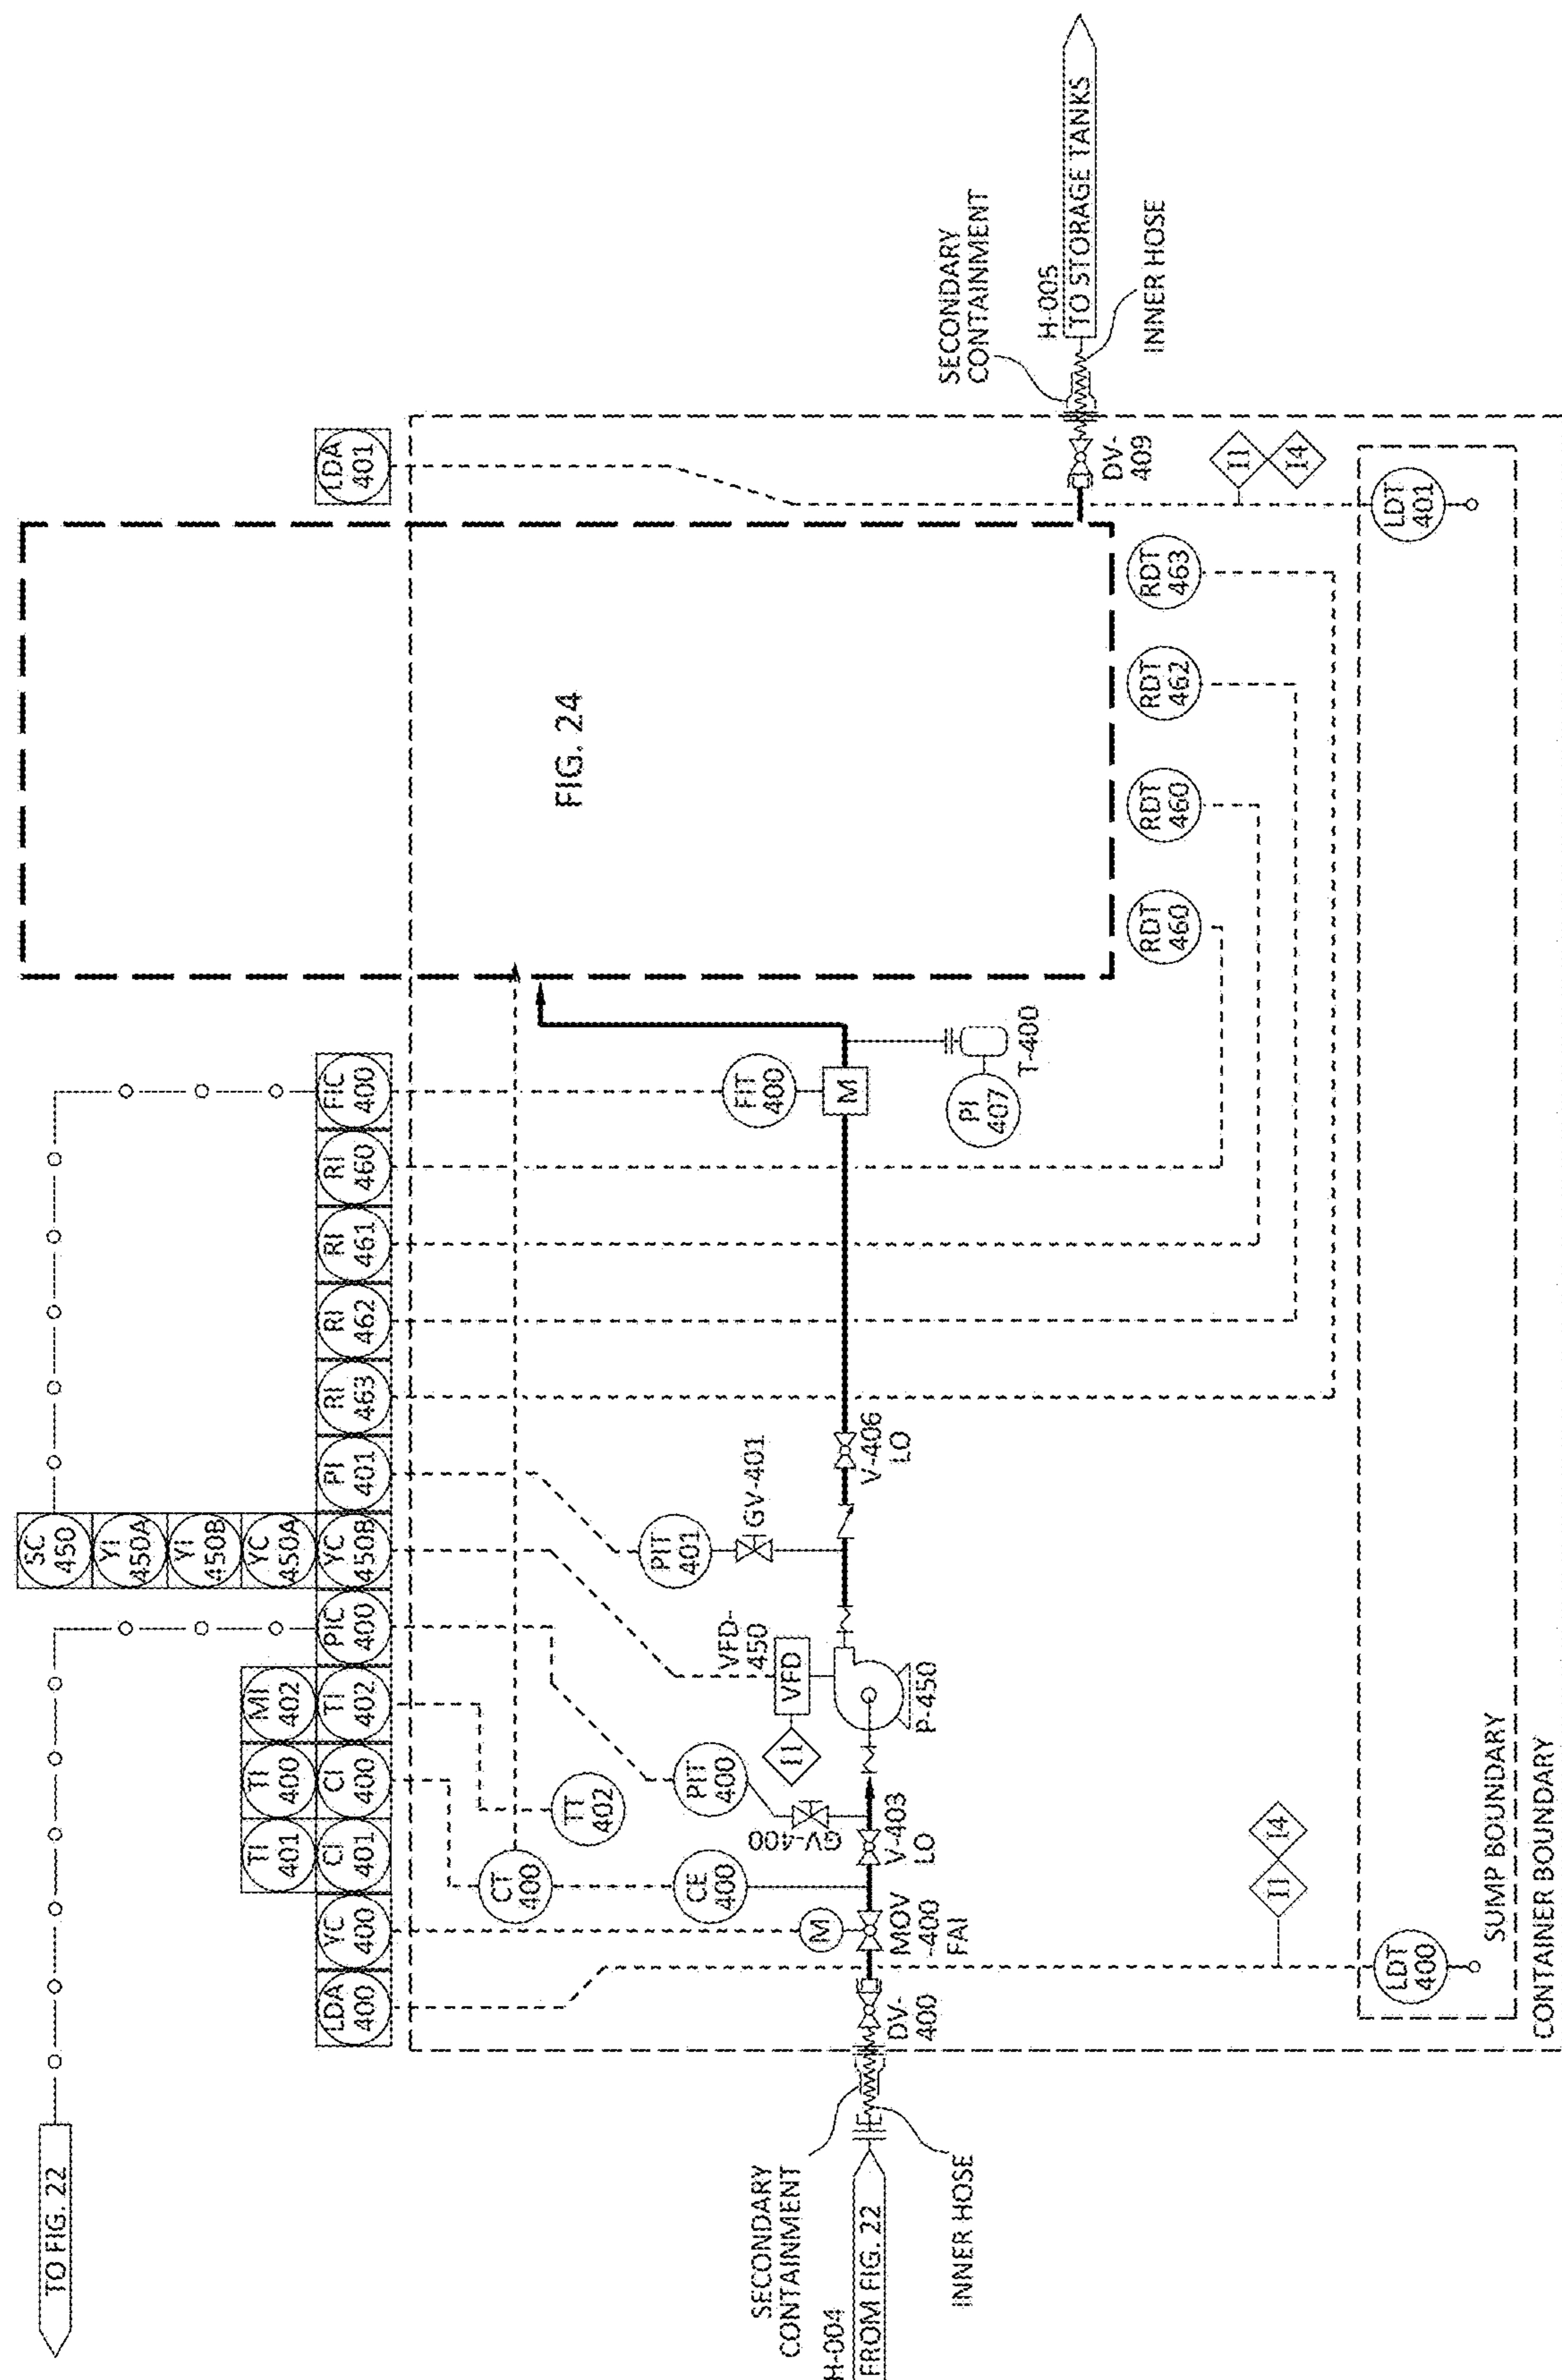 TO FIG. 22
SC
450
YI
450A
YI
450B
YC
450A
TI
401
TI
400
MI
402
LDA
400
YC
400
CI
401
CI
400
TI
402
PIC
400
YC
450B
PI
401
RI
463
RI
462
RI
461
RI
460
FIC
400
LDA
401
CT
400
TT
402
FIG. 24
CE
400
PIT
400
GV-400
PIT
401
GV-401
VFD-
450
VFD
I1
FIT
400
M
M
SECONDARY
CONTAINMENT
H-004
FROM FIG. 22
INNER HOSE
DV-
400
MOV
-400
FAI
V-403
LO
P-450
V-406
LO
PI
407
T-400
SECONDARY
CONTAINMENT
H-005
TO STORAGE TANKS
INNER HOSE
DV-
409
RDT
460
RDT
460
RDT
462
RDT
463
I1
I4
I1
I4
LDT
400
LDT
401
SUMP BOUNDARY
CONTAINER BOUNDARY